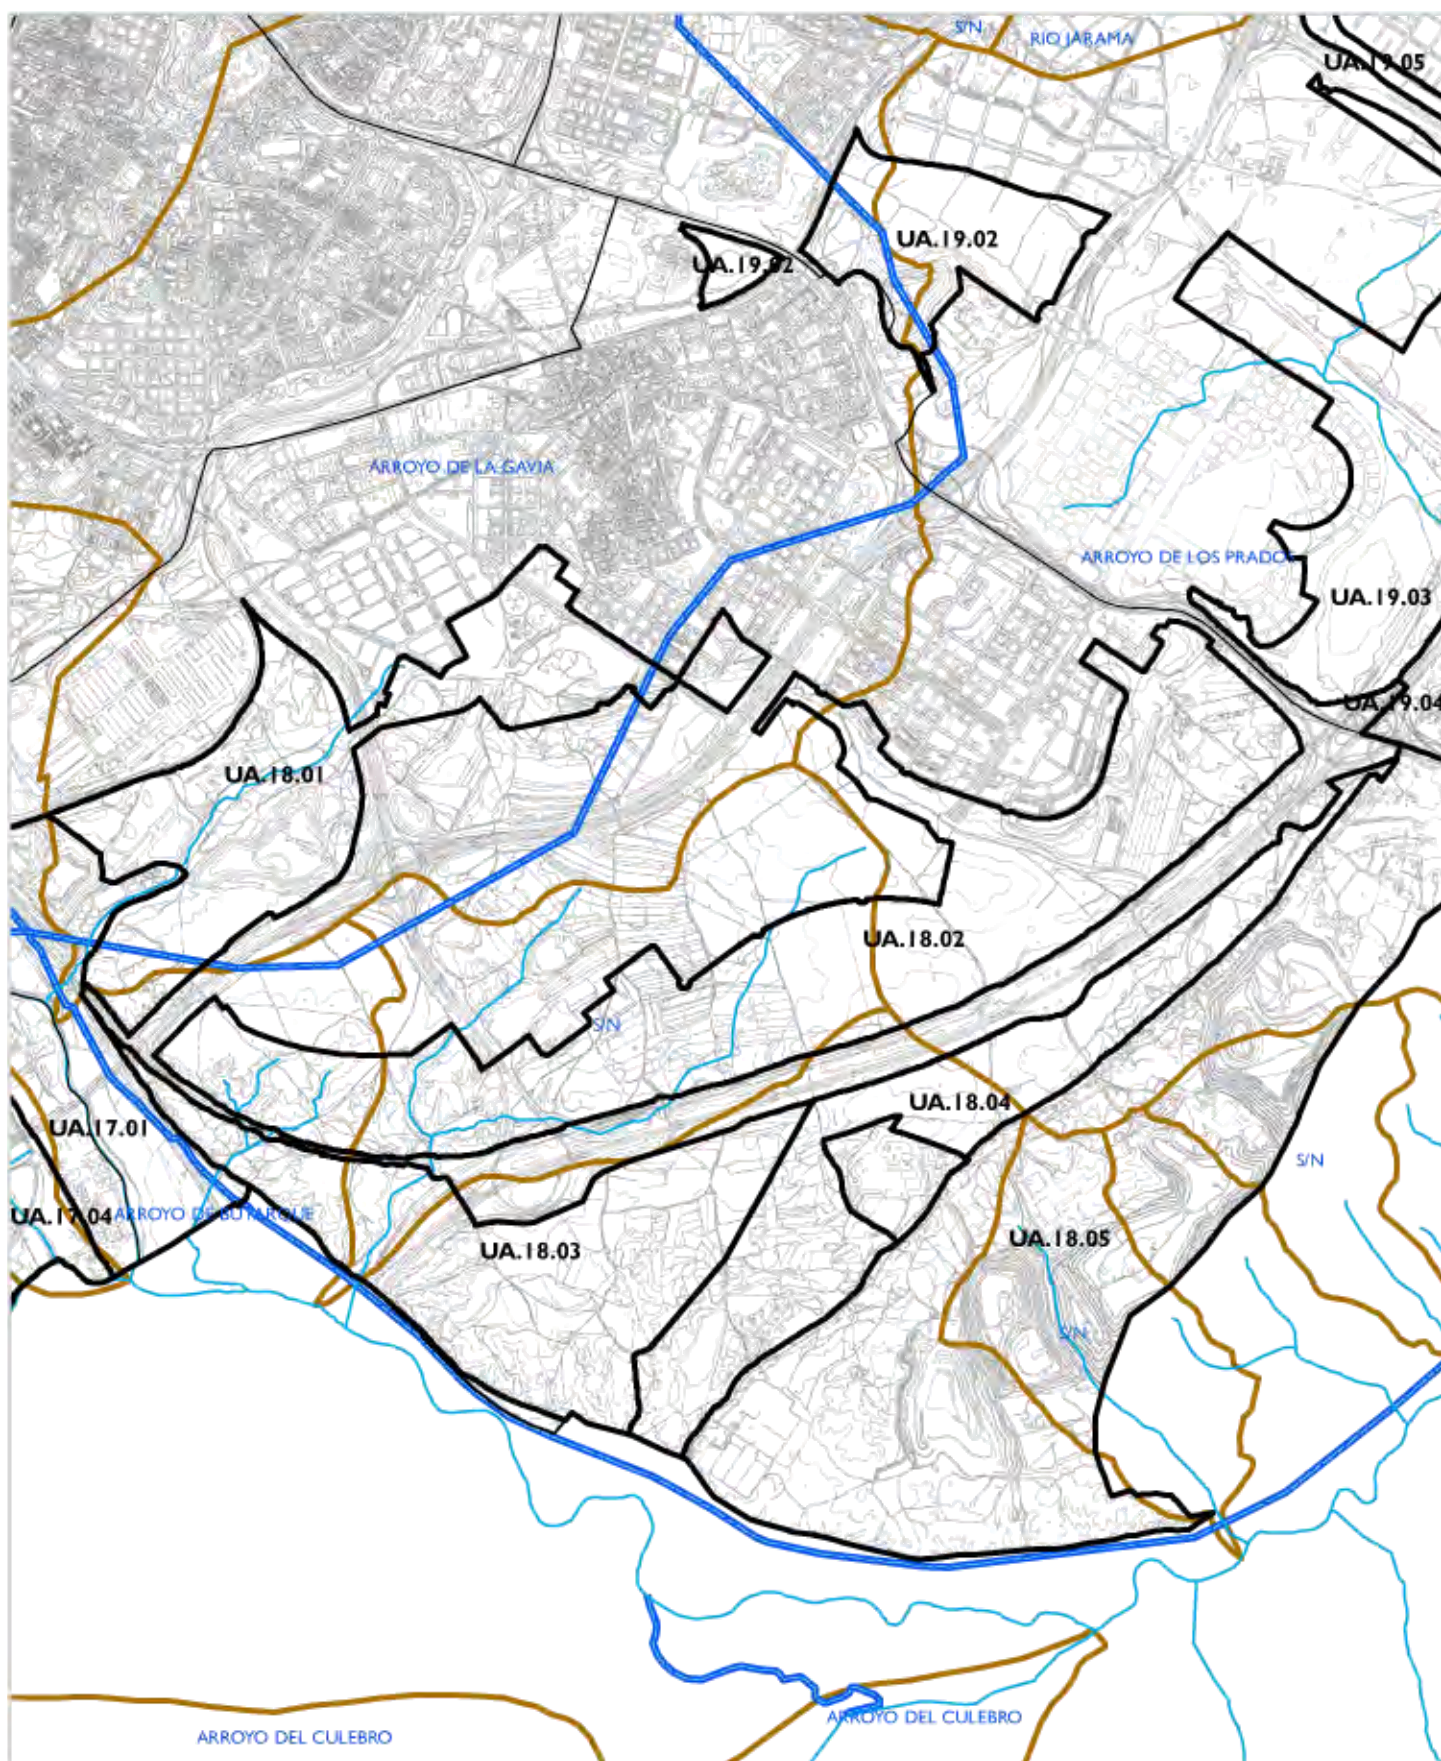 S/N
RIO JARAMA
UA.19.05
UA.19.02
UA.19.02
ARROYO DE LA GAVIA
ARROYO DE LOS PRADOS
UA.19.03
UA.19.04
UA.18.01
UA.18.02
S/N
UA.18.04
UA.17.01
S/N
UA.17.04
ARROYO DE BUTARQUE
UA.18.03
UA.18.05
S/N
ARROYO DEL CULEBRO
ARROYO DEL CULEBRO